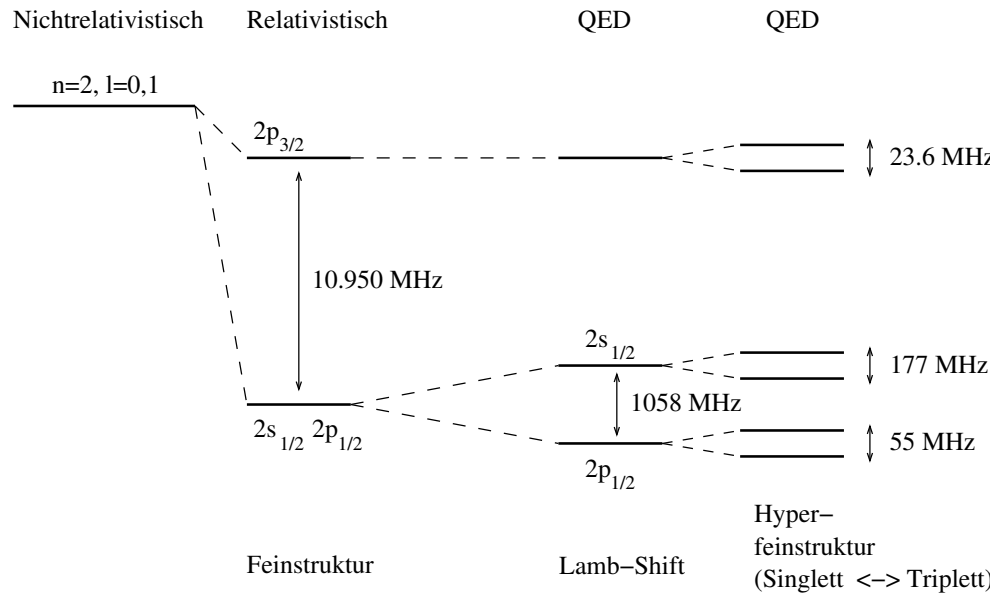 Nichtrelativistisch Relativistisch QED QED
n=2, l=0,1
2p3/2
23.6 MHz
10.950 MHz
2s1/2
177 MHz
1058 MHz
2s1/2 2p1/2
55 MHz
2p1/2
Hyper-
feinstruktur
(Singlett <-> Triplett)
Feinstruktur Lamb-Shift